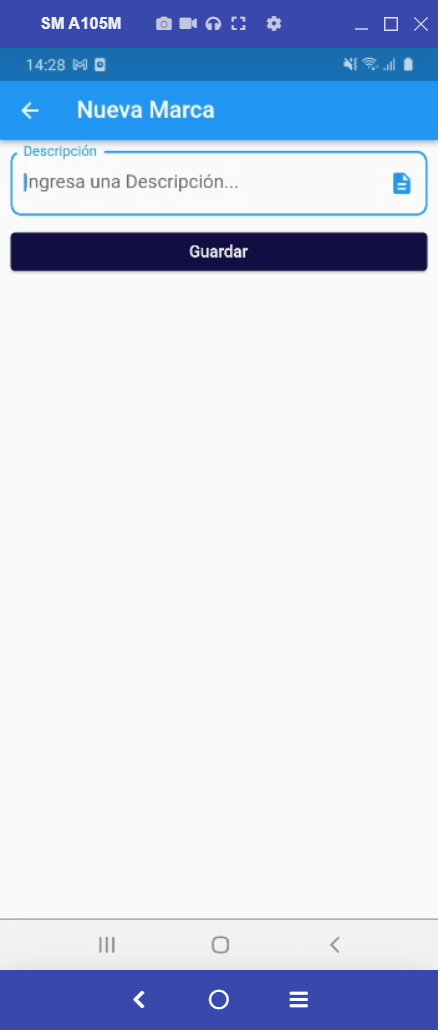 SM A105M
14:28
Nueva Marca
Descripción
Ingresa una Descripción...
Guardar